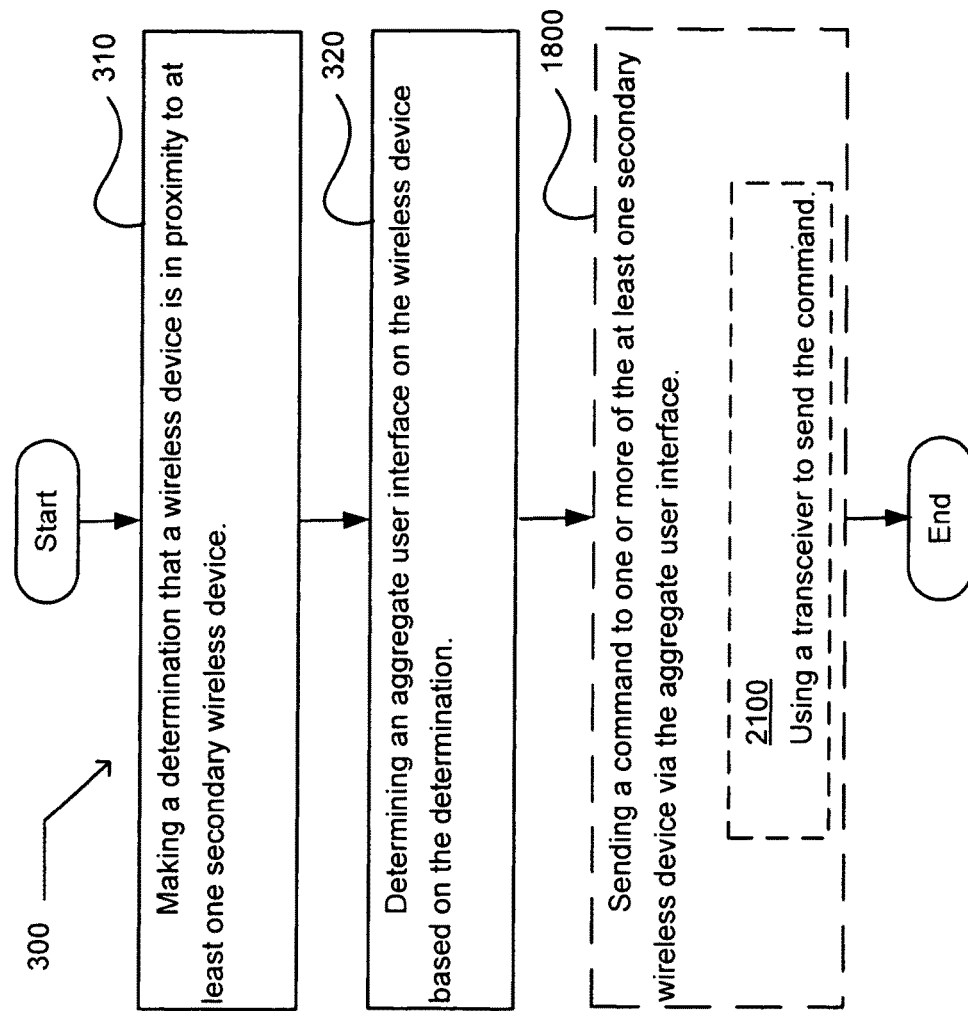 300
Start
310
Making a determination that a wireless device is in proximity to at
least one secondary wireless device.
320
Determining an aggregate user interface on the wireless device
based on the determination.
1800
Sending a command to one or more of the at least one secondary
wireless device via the aggregate user interface.
2100
Using a transceiver to send the command.
End